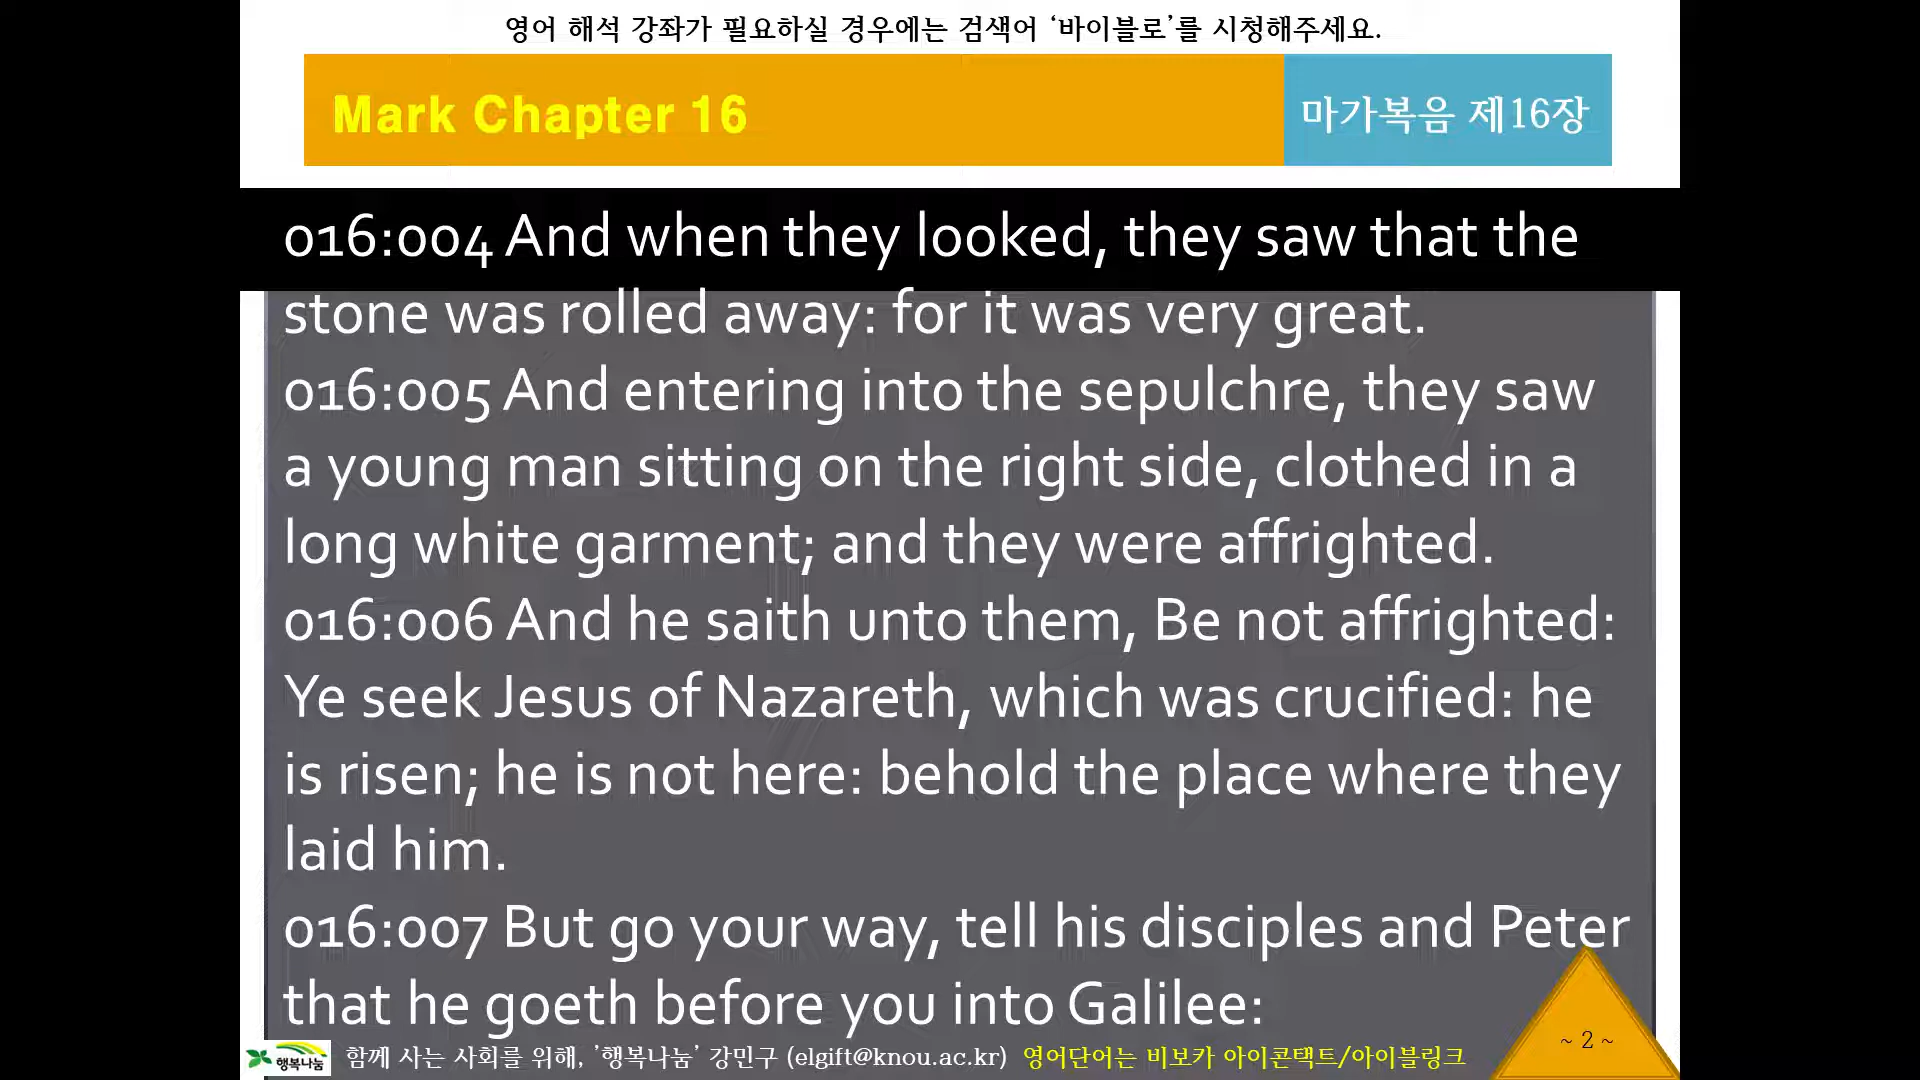 영어 해석 강좌가 필요하실 경우에는 검색어 ‘바이블로’를 시청해주세요.
Mark Chapter 16
마가복음 제16장
016:004 And when they looked, they saw that the
stone was rolled away: for it was very great.
016:005 And entering into the sepulchre, they saw
a young man sitting on the right side, clothed in a
long white garment; and they were affrighted.
016:006 And he saith unto them, Be not affrighted:
Ye seek Jesus of Nazareth, which was crucified: he
is risen; he is not here: behold the place where they
laid him.
016:007 But go your way, tell his disciples and Peter
that he goeth before you into Galilee:
~ 2 ~
행복나눔 함께 사는 사회를 위해, ’행복나눔’ 강민구 (elgift@knou.ac.kr) 영어단어는 비보카 아이콘택트/아이블링크